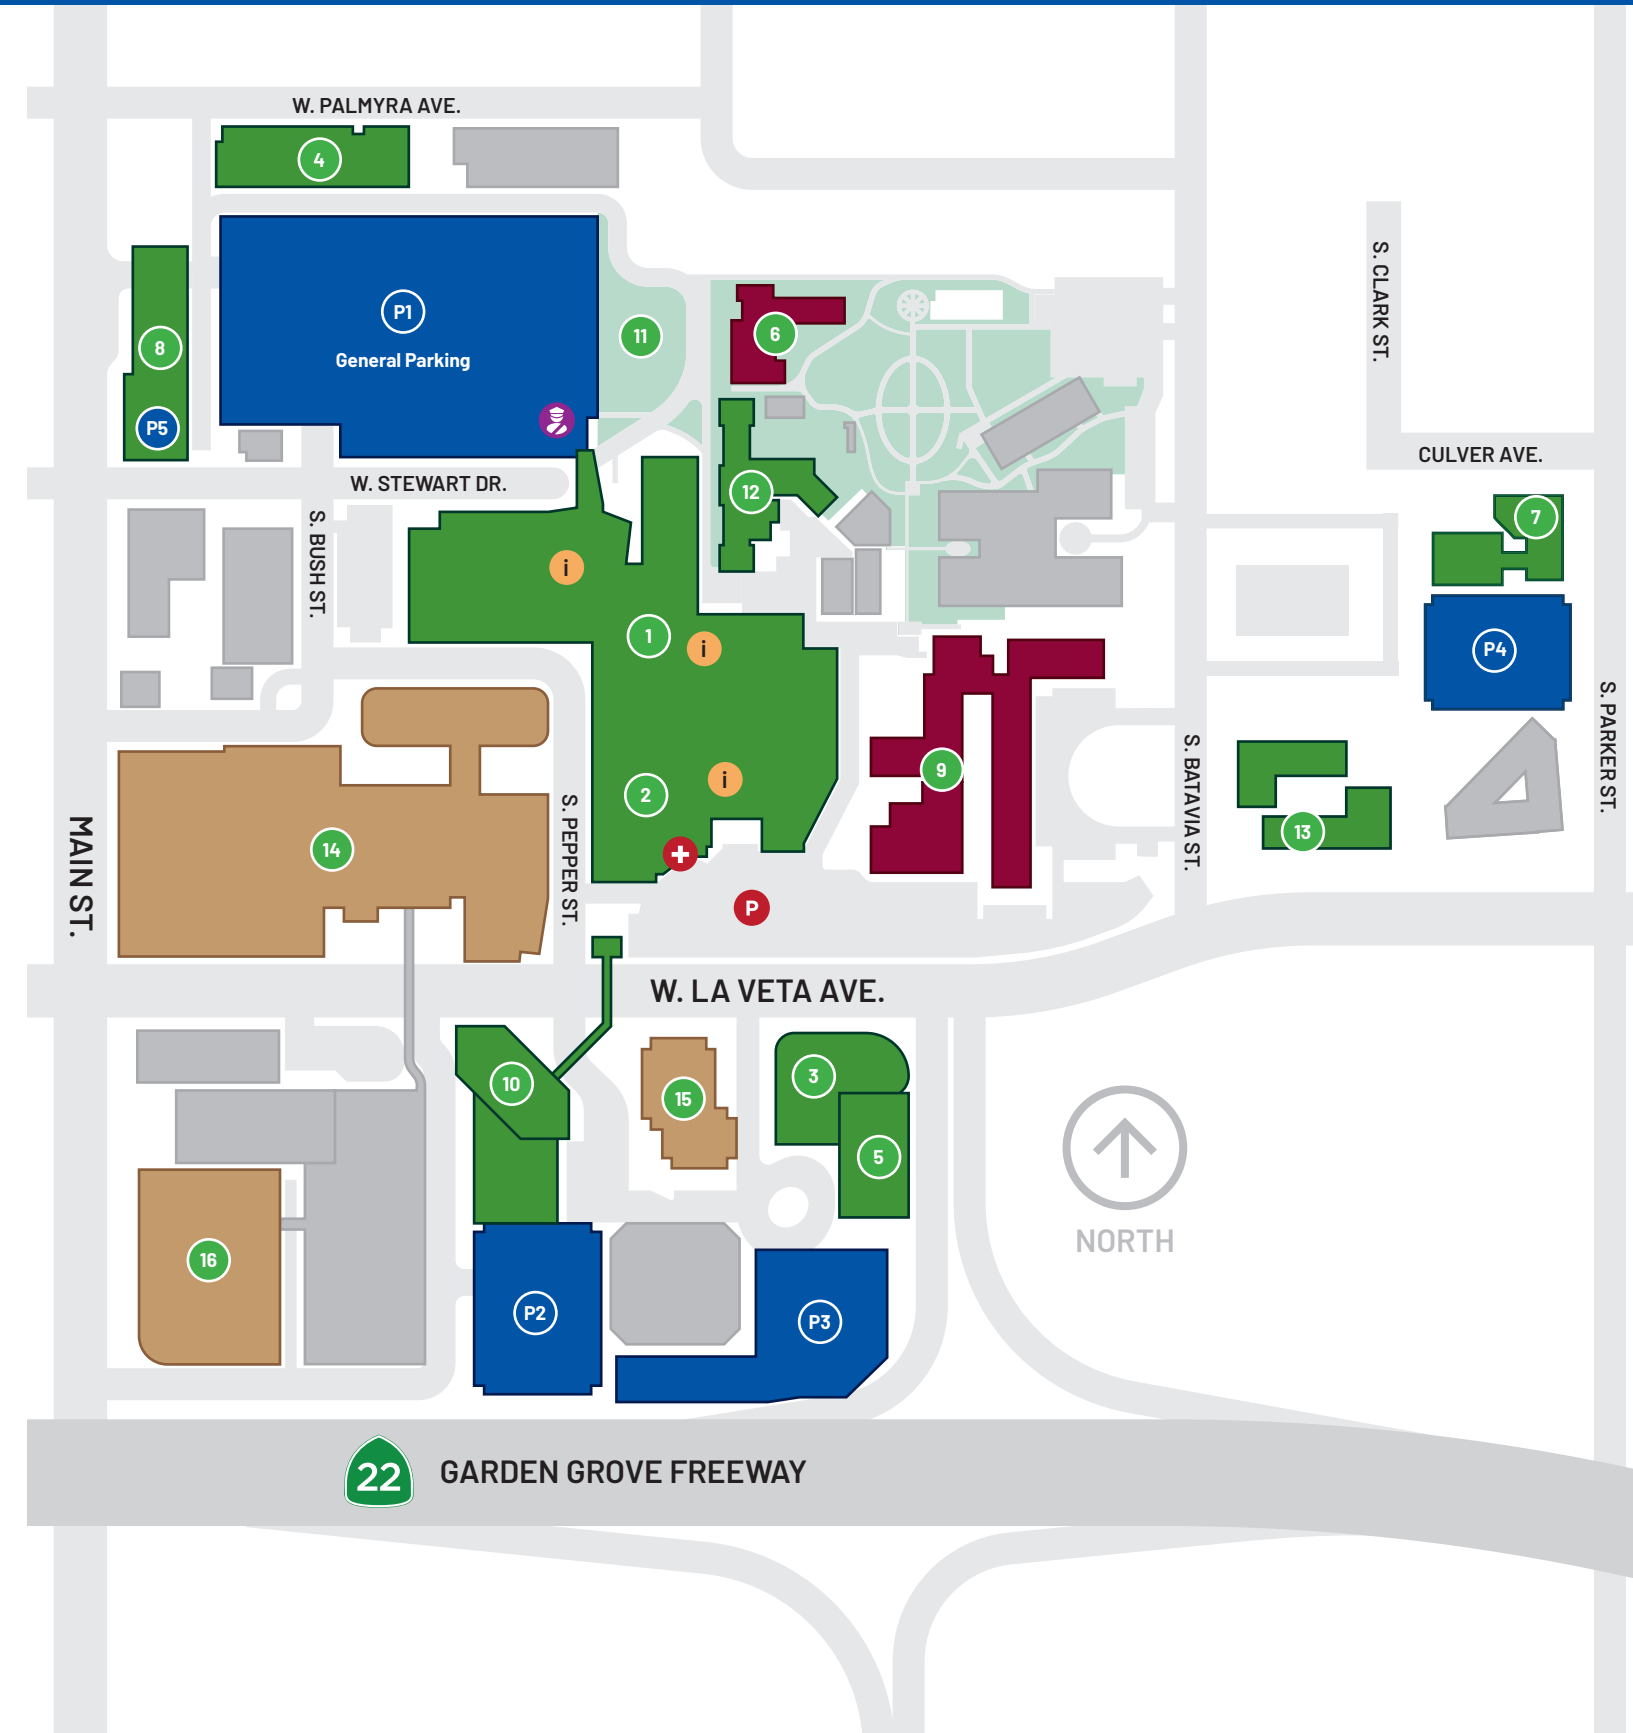 W. PALMYRA AVE.
4
S. CLARK ST.
P1
General Parking
11
6
8
P5
CULVER AVE.
W. STEWART DR.
12
7
S. BUSH ST.
i
1
i
P4
S. PARKER ST.
9
2
i
S. BATAVIA ST.
S. PEPPER ST.
MAIN ST.
14
13
P
W. LA VETA AVE.
10
3
15
5
NORTH
16
P2
P3
22
GARDEN GROVE FREEWAY